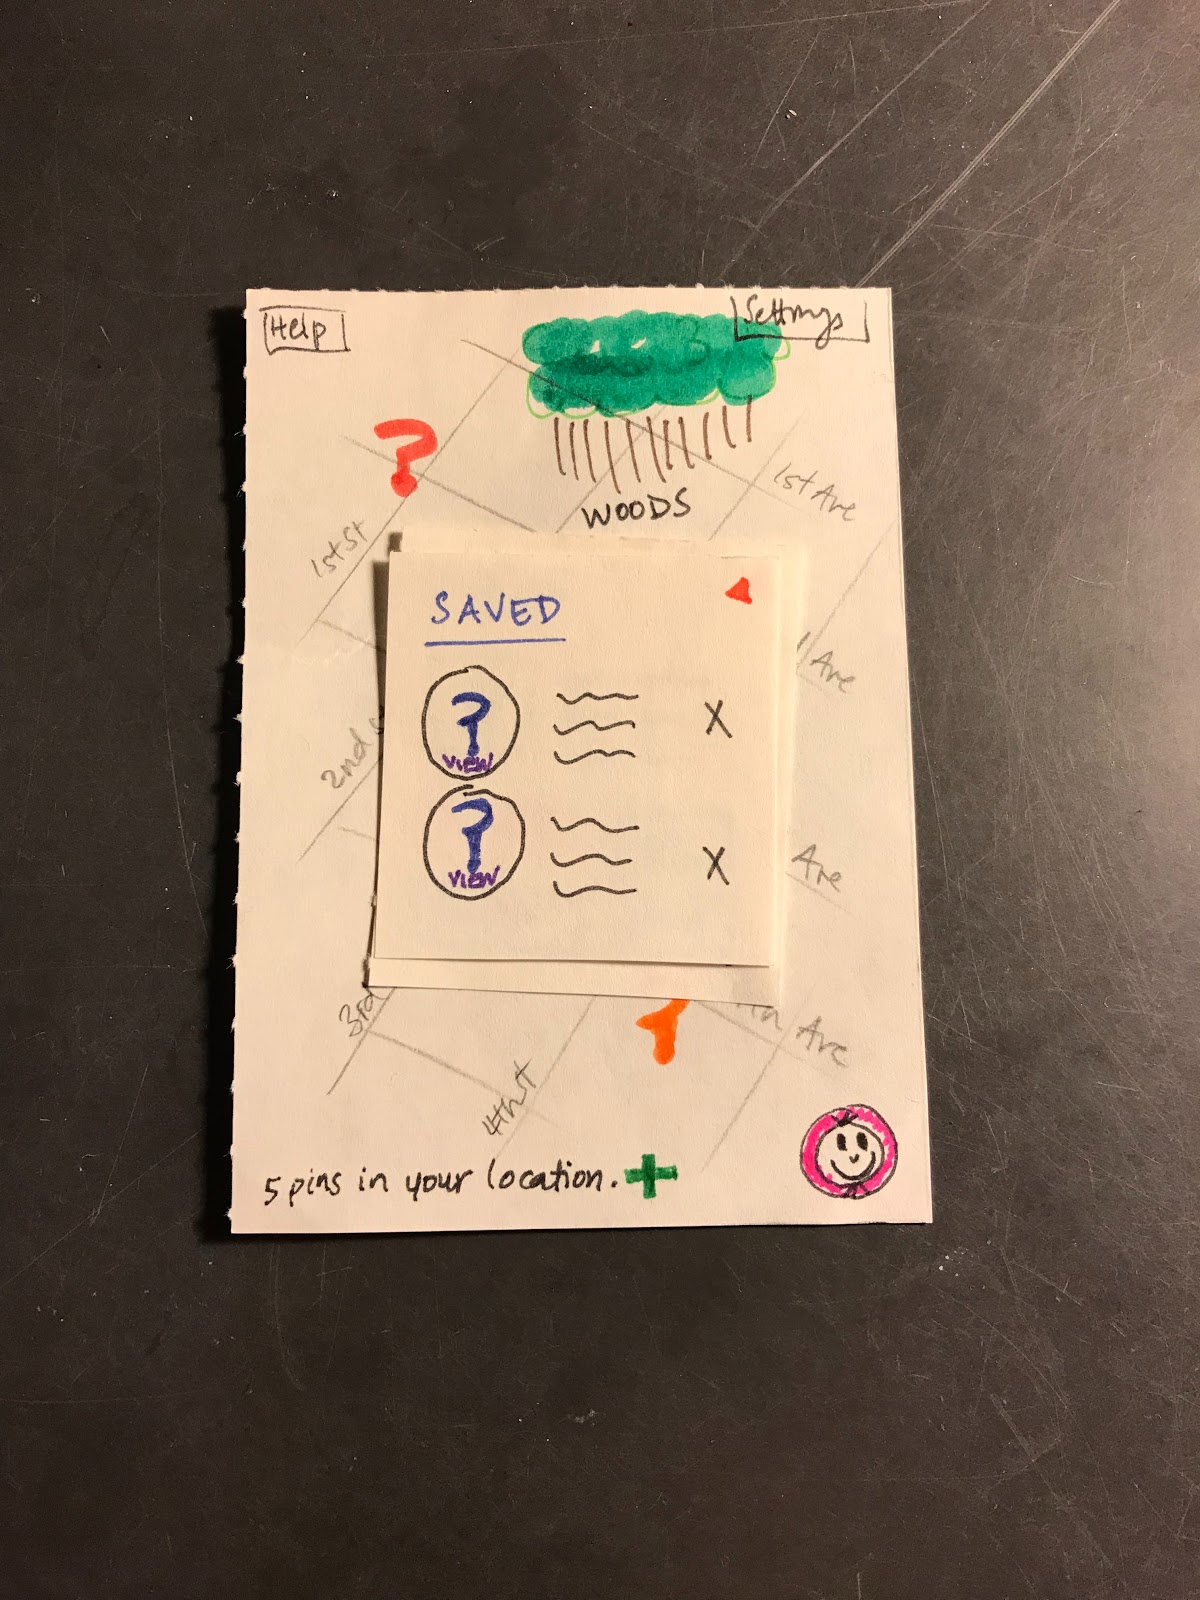 Help
Settings
?
WOODS
1st Ave
1st St
SAVED
Ave
?
VIEW
X
2nd
?
VIEW
X
Ave
3rd
Ave
4th st
5 pins in your location. +